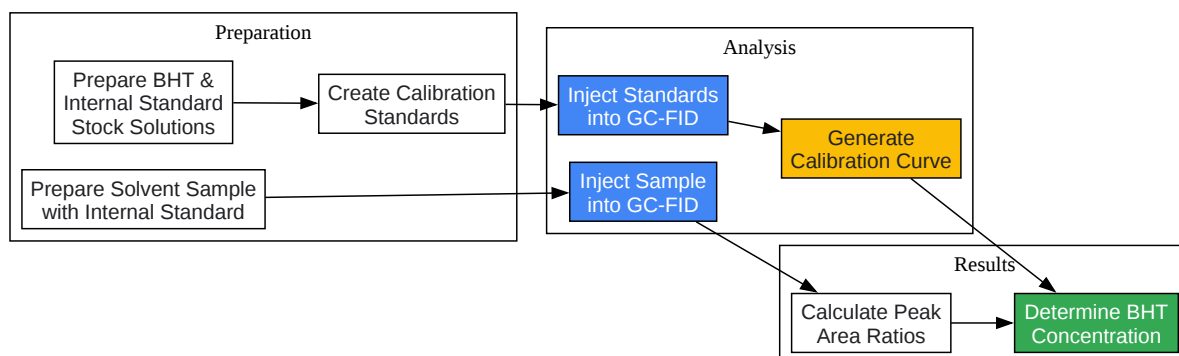 Preparation
Prepare BHT &
Internal Standard
Stock Solutions
Create Calibration
Standards
Prepare Solvent Sample
with Internal Standard
Analysis
Inject Standards
into GC-FID
Generate
Calibration Curve
Inject Sample
into GC-FID
Results
Calculate Peak
Area Ratios
Determine BHT
Concentration